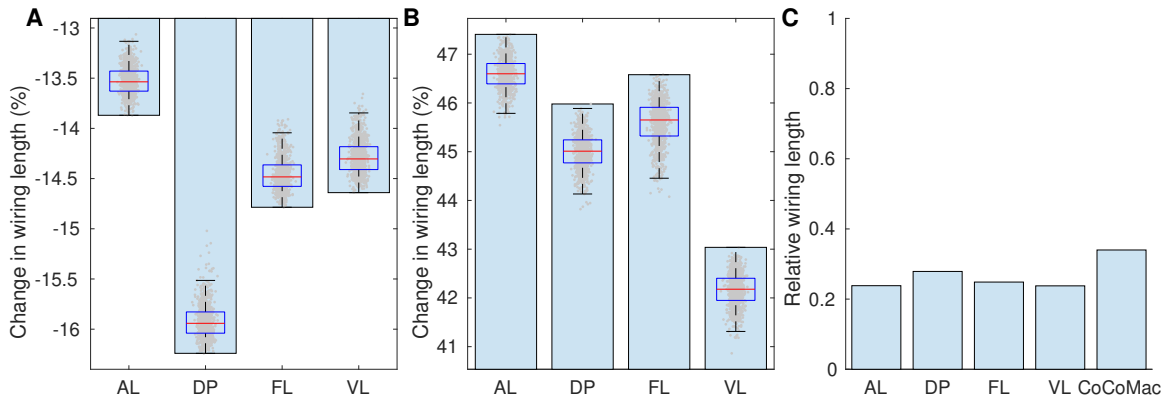 A
Change in wiring length (%)
-13
-13.5
-14
-14.5
-15
-15.5
-16
AL DP FL VL
B
Change in wiring length (%)
47
46
45
44
43
42
41
AL DP FL VL
C
Relative wiring length
1
0.8
0.6
0.4
0.2
0
AL DP FL VL CoCoMac